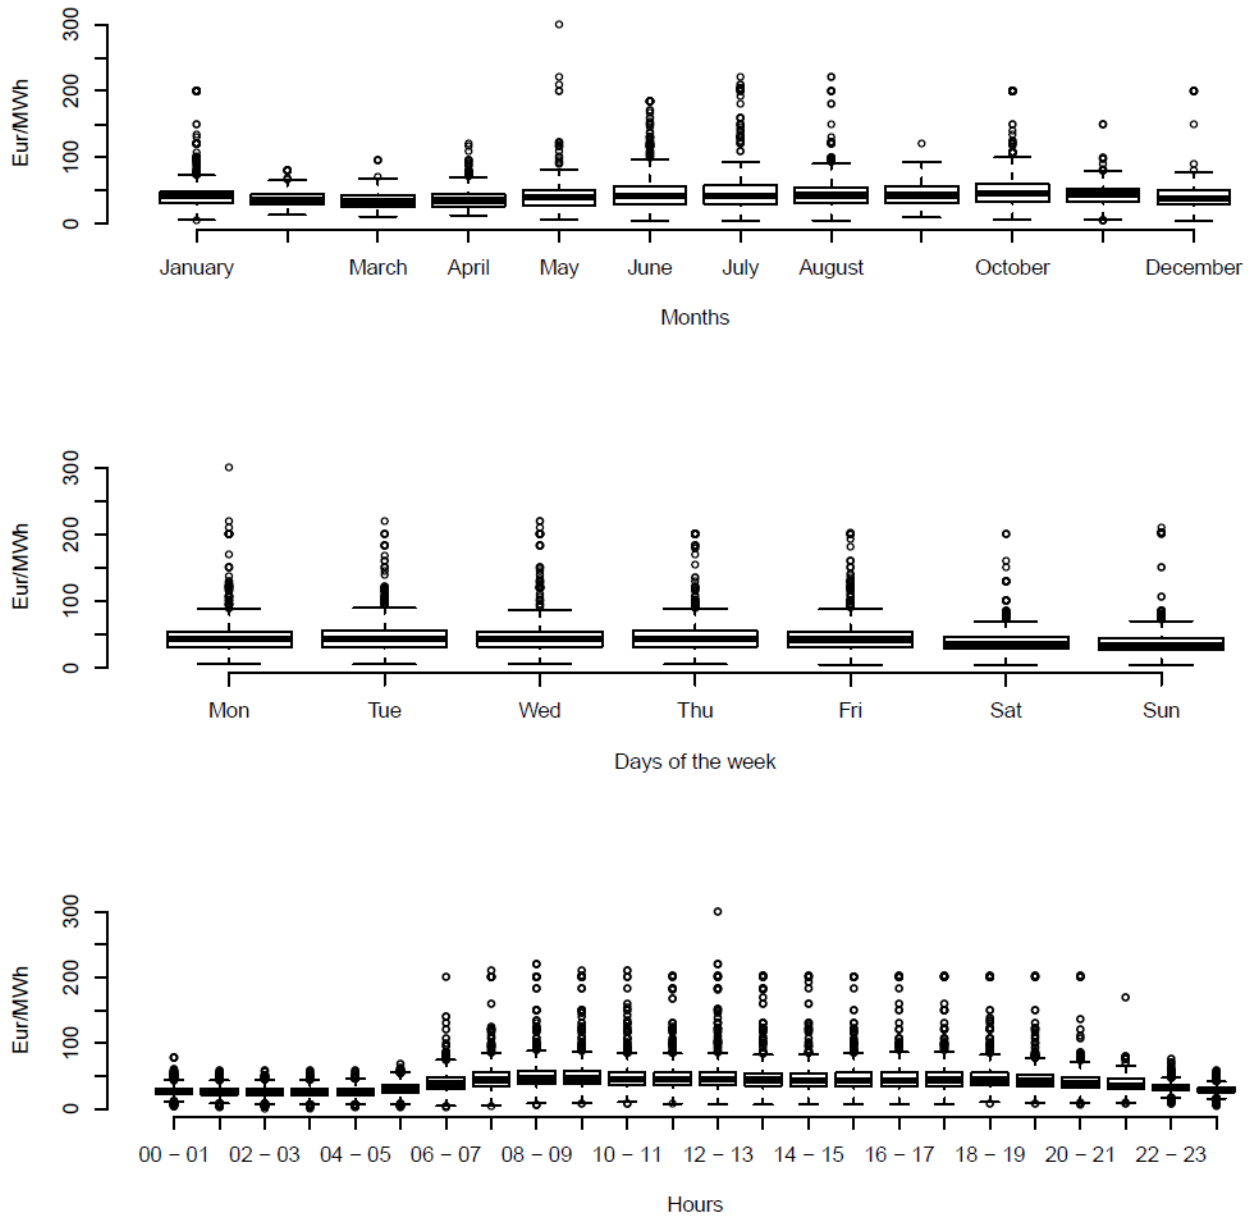 300
200
100
0
Eur/MWh
January March April May June July August October December
Months
300
200
100
0
Eur/MWh
Mon Tue Wed Thu Fri Sat Sun
Days of the week
300
200
100
0
Eur/MWh
00 − 01 02 − 03 04 − 05 06 − 07 08 − 09 10 − 11 12 − 13 14 − 15 16 − 17 18 − 19 20 − 21 22 − 23
Hours